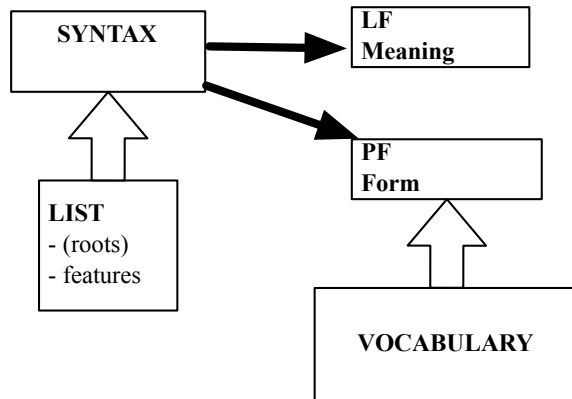 SYNTAX
LF
Meaning
PF
Form
LIST
- (roots)
- features
VOCABULARY